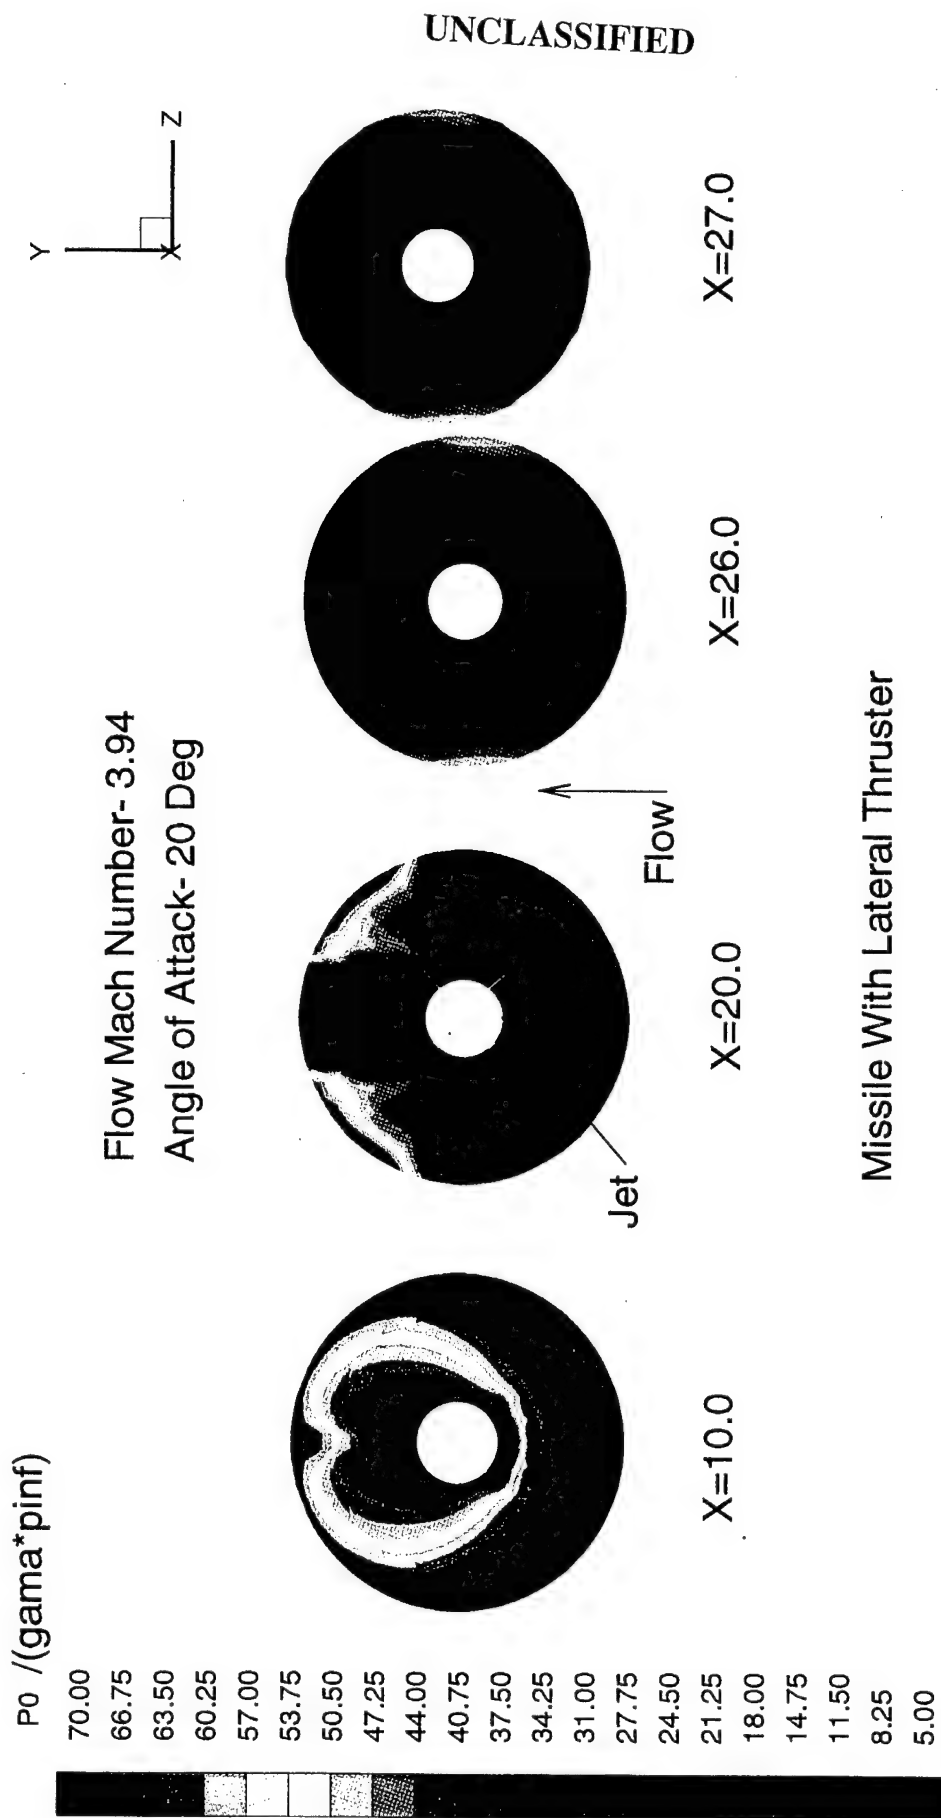 UNCLASSIFIED
P0 /(gama*pinf)
70.00
66.75
63.50
60.25
57.00
53.75
50.50
47.25
44.00
40.75
37.50
34.25
31.00
27.75
24.50
21.25
18.00
14.75
11.50
8.25
5.00
Flow Mach Number- 3.94
Angle of Attack- 20 Deg
Y
X
Z
Jet
Flow
X=10.0
X=20.0
X=26.0
X=27.0
Missile With Lateral Thruster